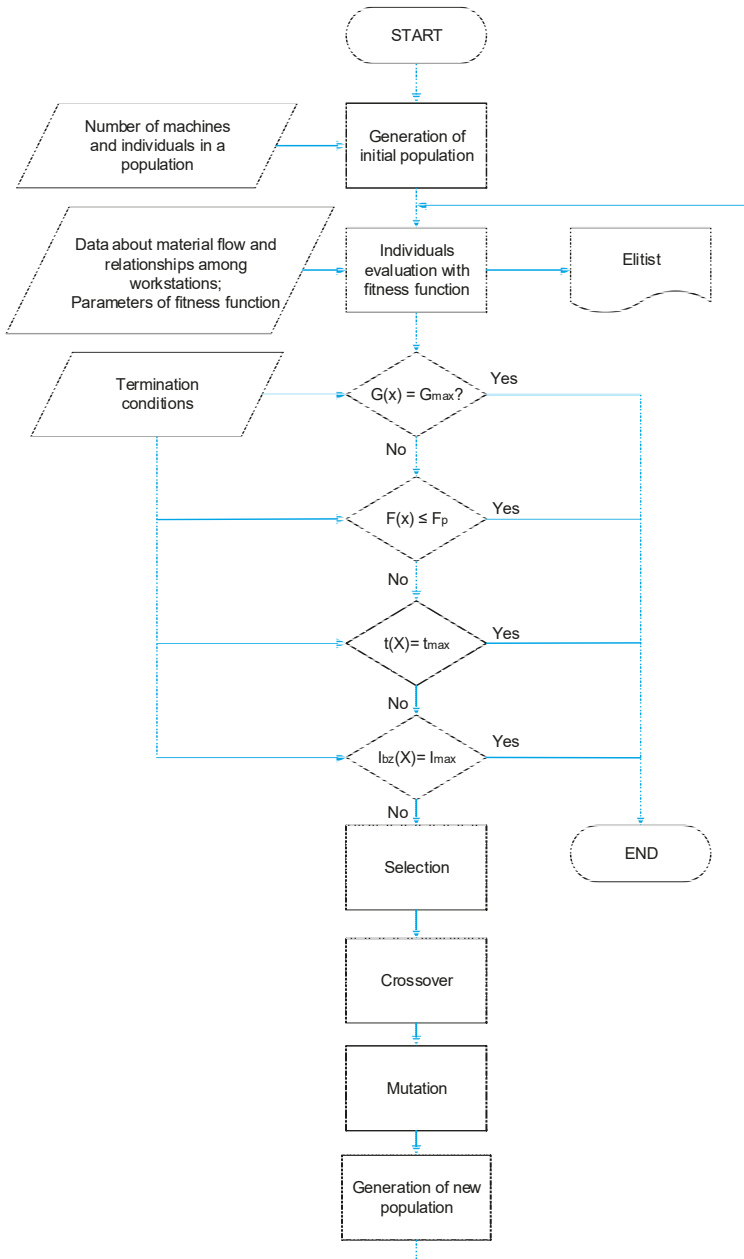 START
Number of machines
and individuals in a
population
Generation of
initial population
Data about material flow and
relationships among
workstations;
Parameters of fitness function
Individuals
evaluation with
fitness function
Elitist
Termination
conditions
G(x) = Gmax?
Yes
No
F(x) ≤ Fp
Yes
No
t(X)= tmax
Yes
No
Ibz(X)= Imax
Yes
No
Selection
END
Crossover
Mutation
Generation of new
population